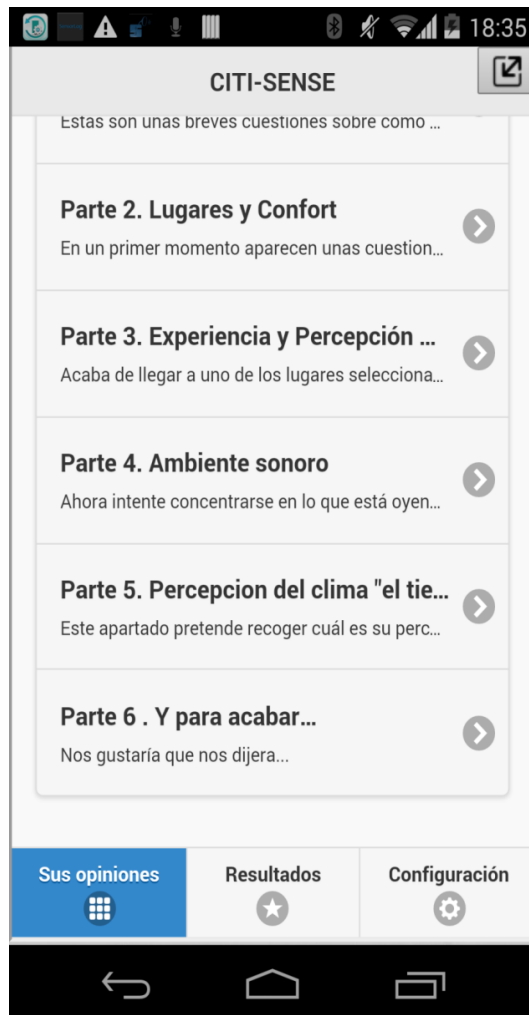 18:35
CITI-SENSE
Estas son unas breves cuestiones sobre como ...
Parte 2. Lugares y Confort
En un primer momento aparecen unas cuestion...
Parte 3. Experiencia y Percepción ...
Acaba de llegar a uno de los lugares selecciona...
Parte 4. Ambiente sonoro
Ahora intente concentrarse en lo que está oyen...
Parte 5. Percepcion del clima "el tie...
Este apartado pretende recoger cuál es su perc...
Parte 6 . Y para acabar...
Nos gustaría que nos dijera...
Sus opiniones
Resultados
Configuración